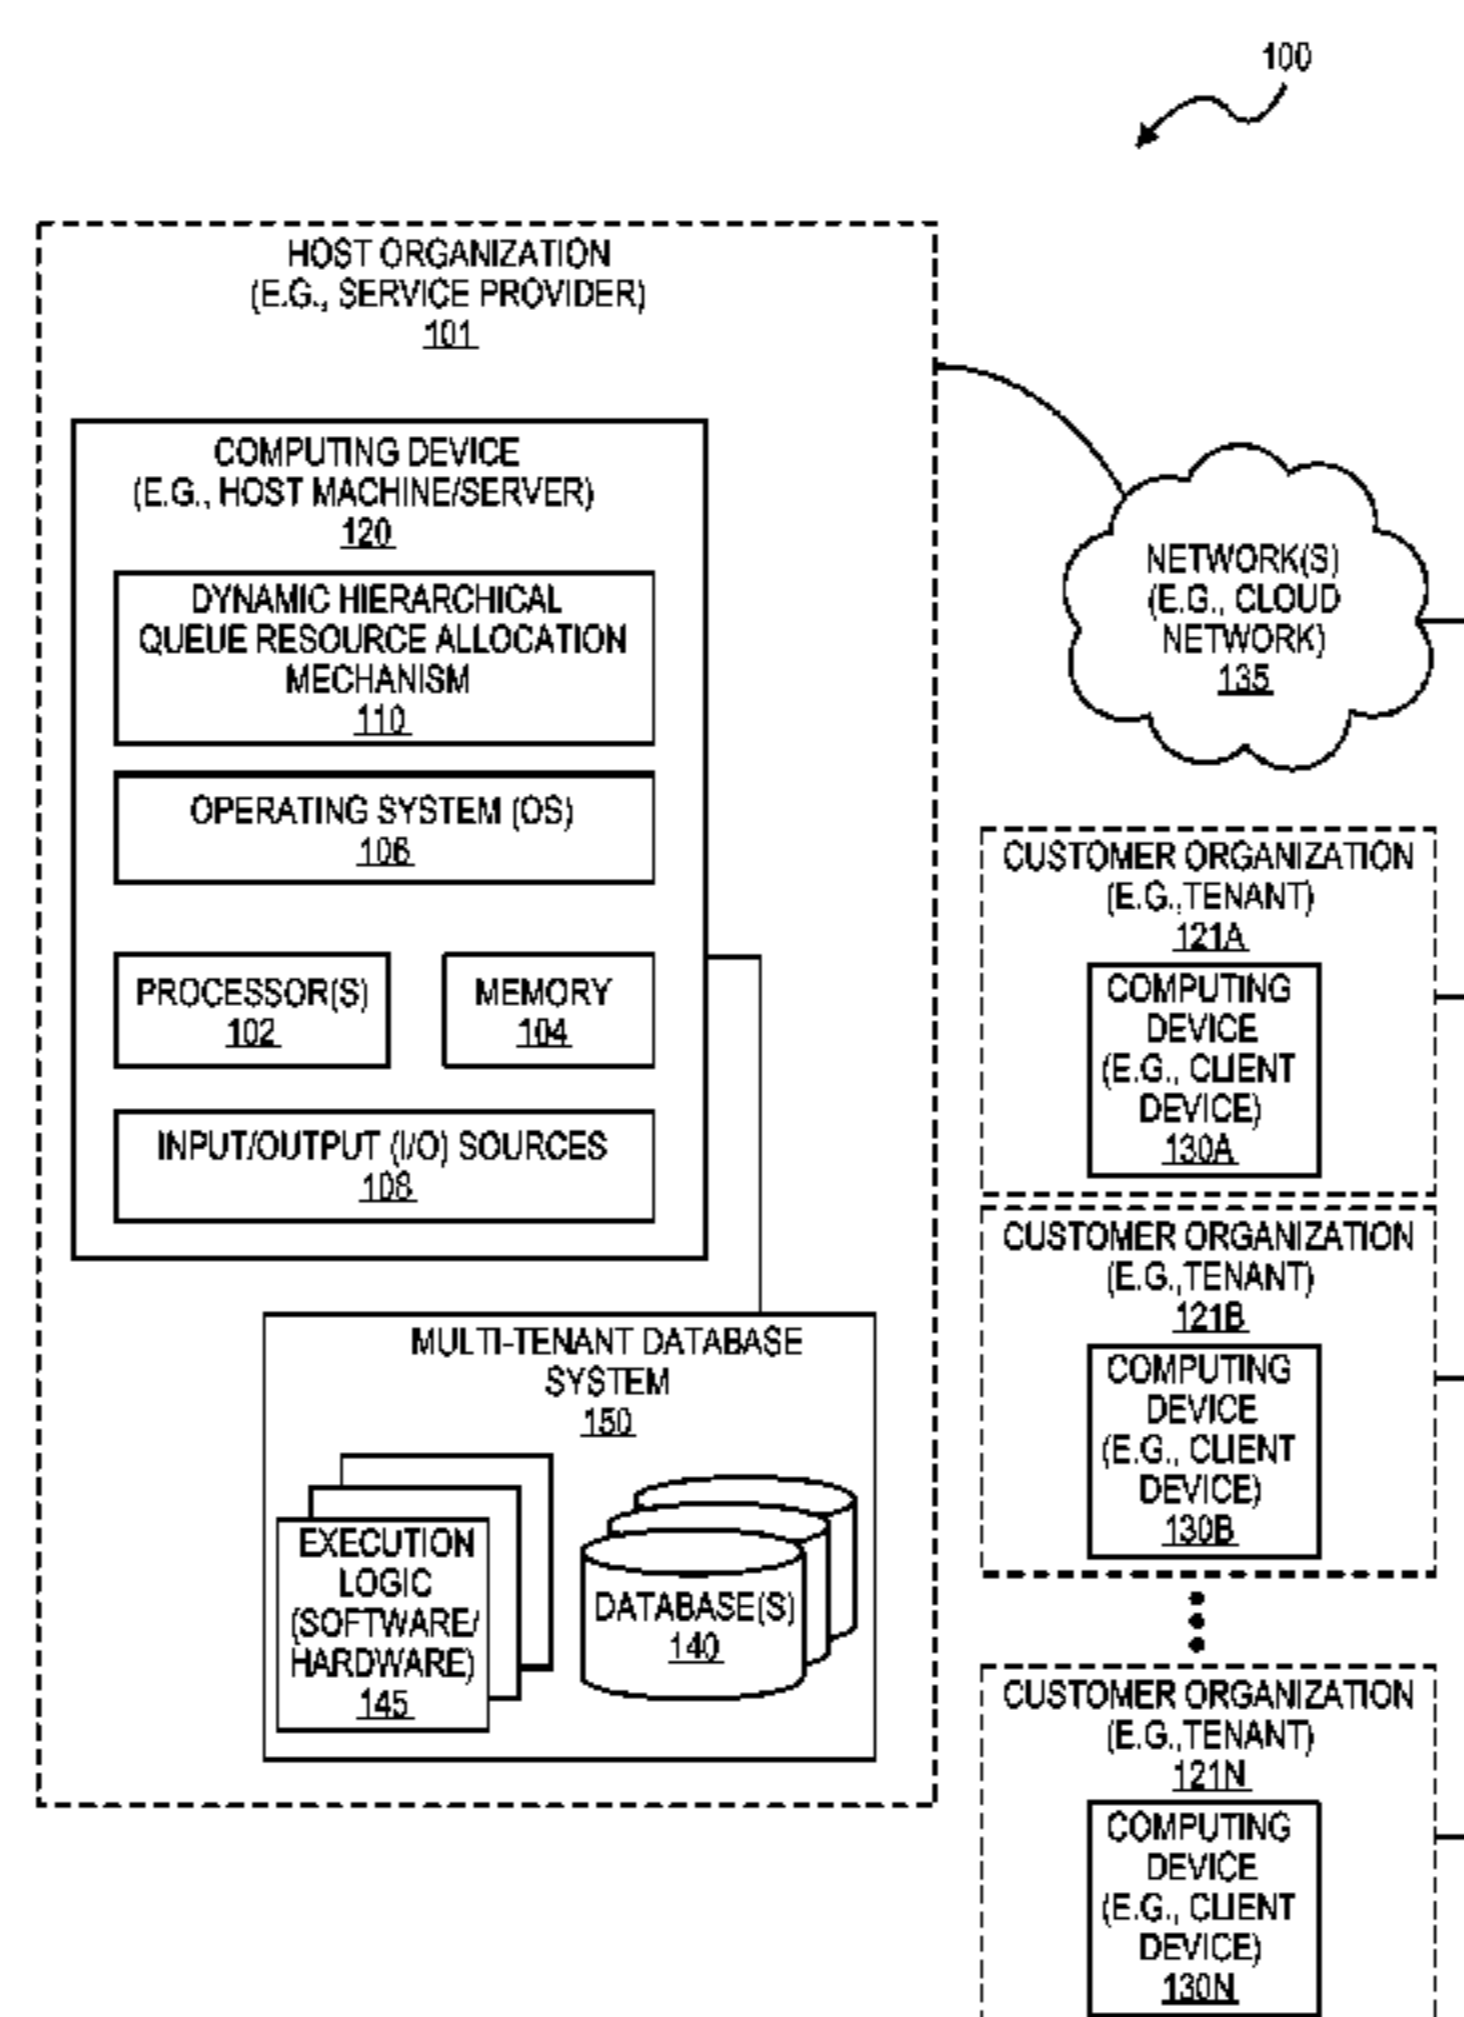 100
HOST ORGANIZATION
(E.G., SERVICE PROVIDER)
101
COMPUTING DEVICE
(E.G., HOST MACHINE/SERVER)
120
DYNAMIC HIERARCHICAL
QUEUE RESOURCE ALLOCATION
MECHANISM
110
OPERATING SYSTEM (OS)
106
PROCESSOR(S)
102
MEMORY
104
INPUT/OUTPUT (I/O) SOURCES
108
MULTI-TENANT DATABASE
SYSTEM
150
EXECUTION
LOGIC
(SOFTWARE/
HARDWARE)
145
DATABASE(S)
140
NETWORK(S)
(E.G., CLOUD
NETWORK)
135
CUSTOMER ORGANIZATION
(E.G.,TENANT)
121A
COMPUTING
DEVICE
(E.G., CLIENT
DEVICE)
130A
CUSTOMER ORGANIZATION
(E.G.,TENANT)
121B
COMPUTING
DEVICE
(E.G., CLIENT
DEVICE)
130B
CUSTOMER ORGANIZATION
(E.G.,TENANT)
121N
COMPUTING
DEVICE
(E.G., CLIENT
DEVICE)
130N